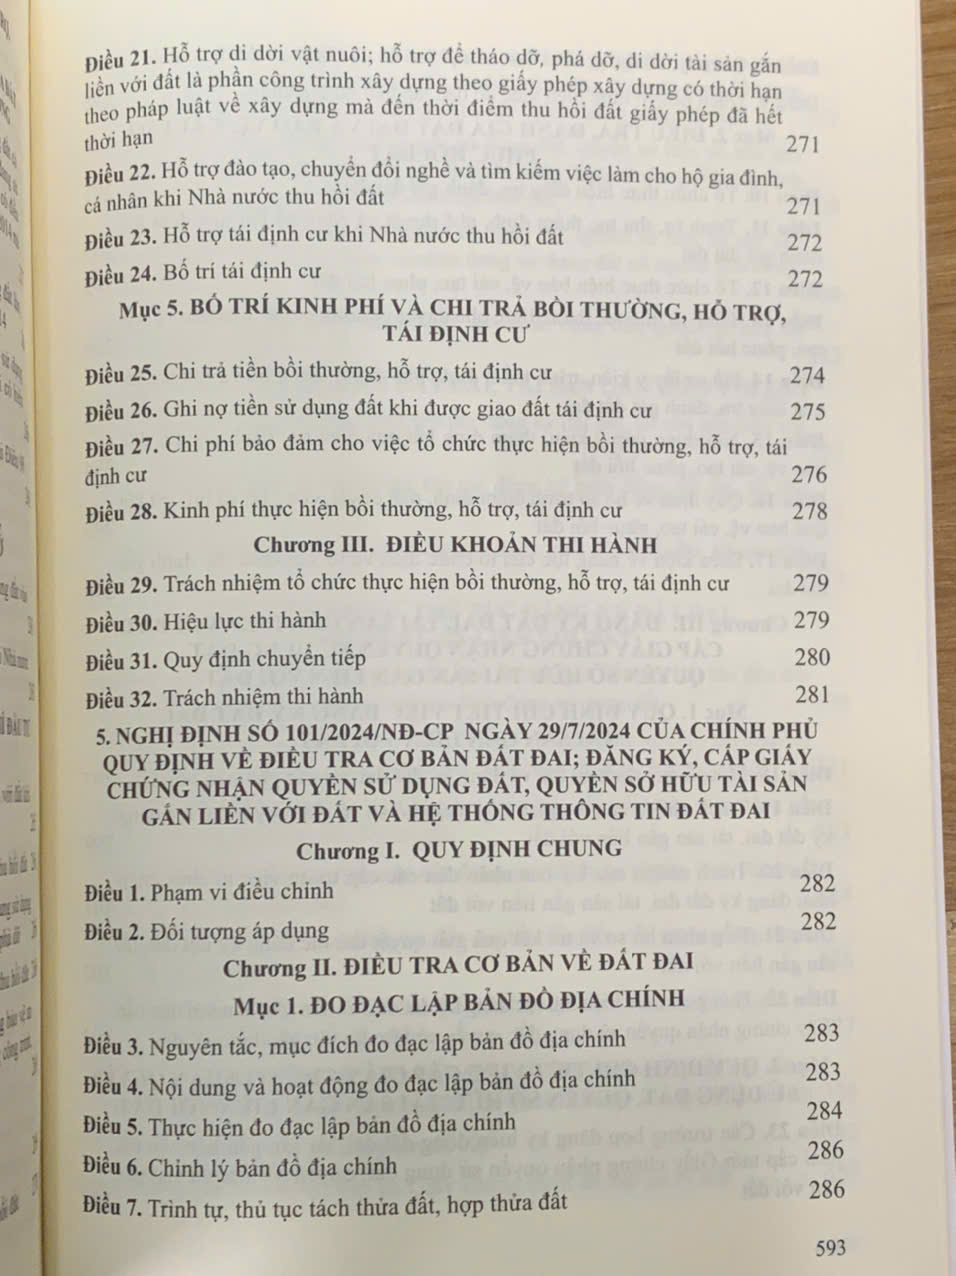 Điều 21. Hỗ trợ di dời vật nuôi; hỗ trợ để tháo dỡ, phá dỡ, di dời tài sản gắn
liền với đất là phần công trình xây dựng theo giấy phép xây dựng có thời hạn
theo pháp luật về xây dựng mà đến thời điểm thu hồi đất giấy phép đã hết
thời hạn 271
Điều 22. Hỗ trợ đào tạo, chuyển đổi nghề và tìm kiếm việc làm cho hộ gia đình,
cá nhân khi Nhà nước thu hồi đất 271
Điều 23. Hỗ trợ tái định cư khi Nhà nước thu hồi đất 272
Điều 24. Bố trí tái định cư 272
Mục 5. BỐ TRÍ KINH PHÍ VÀ CHI TRẢ BỒI THƯỜNG, HỖ TRỢ,
TÁI ĐỊNH CƯ
Điều 25. Chi trả tiền bồi thường, hỗ trợ, tái định cư 274
Điều 26. Ghi nợ tiền sử dụng đất khi được giao đất tái định cư 275
Điều 27. Chi phí bảo đảm cho việc tổ chức thực hiện bồi thường, hỗ trợ, tái
định cư 276
Điều 28. Kinh phí thực hiện bồi thường, hỗ trợ, tái định cư 278
Chương III. ĐIỀU KHOẢN THI HÀNH
Điều 29. Trách nhiệm tổ chức thực hiện bồi thường, hỗ trợ, tái định cư 279
Điều 30. Hiệu lực thi hành 279
Điều 31. Quy định chuyển tiếp 280
Điều 32. Trách nhiệm thi hành 281
5. NGHỊ ĐỊNH SỐ 101/2024/NĐ-CP NGÀY 29/7/2024 CỦA CHÍNH PHỦ
QUY ĐỊNH VỀ ĐIỀU TRA CƠ BẢN ĐẤT ĐAI; ĐĂNG KÝ, CẤP GIẤY
CHỨNG NHẬN QUYỀN SỬ DỤNG ĐẤT, QUYỀN SỞ HỮU TÀI SẢN
GẮN LIỀN VỚI ĐẤT VÀ HỆ THỐNG THÔNG TIN ĐẤT ĐAI
Chương I. QUY ĐỊNH CHUNG
Điều 1. Phạm vi điều chỉnh 282
Điều 2. Đối tượng áp dụng 282
Chương II. ĐIỀU TRA CƠ BẢN VỀ ĐẤT ĐAI
Mục 1. ĐO ĐẠC LẬP BẢN ĐỒ ĐỊA CHÍNH
Điều 3. Nguyên tắc, mục đích đo đạc lập bản đồ địa chính 283
Điều 4. Nội dung và hoạt động đo đạc lập bản đồ địa chính 283
Điều 5. Thực hiện đo đạc lập bản đồ địa chính 284
Điều 6. Chỉnh lý bản đồ địa chính 286
Điều 7. Trình tự, thủ tục tách thửa đất, hợp thửa đất 286
593